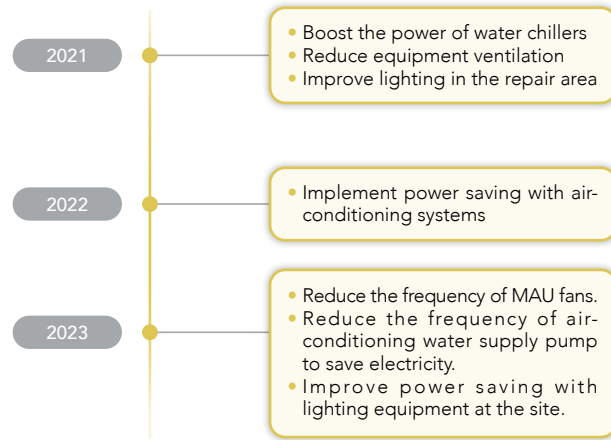 2021
• Boost the power of water chillers
• Reduce equipment ventilation
• Improve lighting in the repair area
2022
• Implement power saving with air-
conditioning systems
2023
• Reduce the frequency of MAU fans.
• Reduce the frequency of air-
conditioning water supply pump
to save electricity.
• Improve power saving with
lighting equipment at the site.